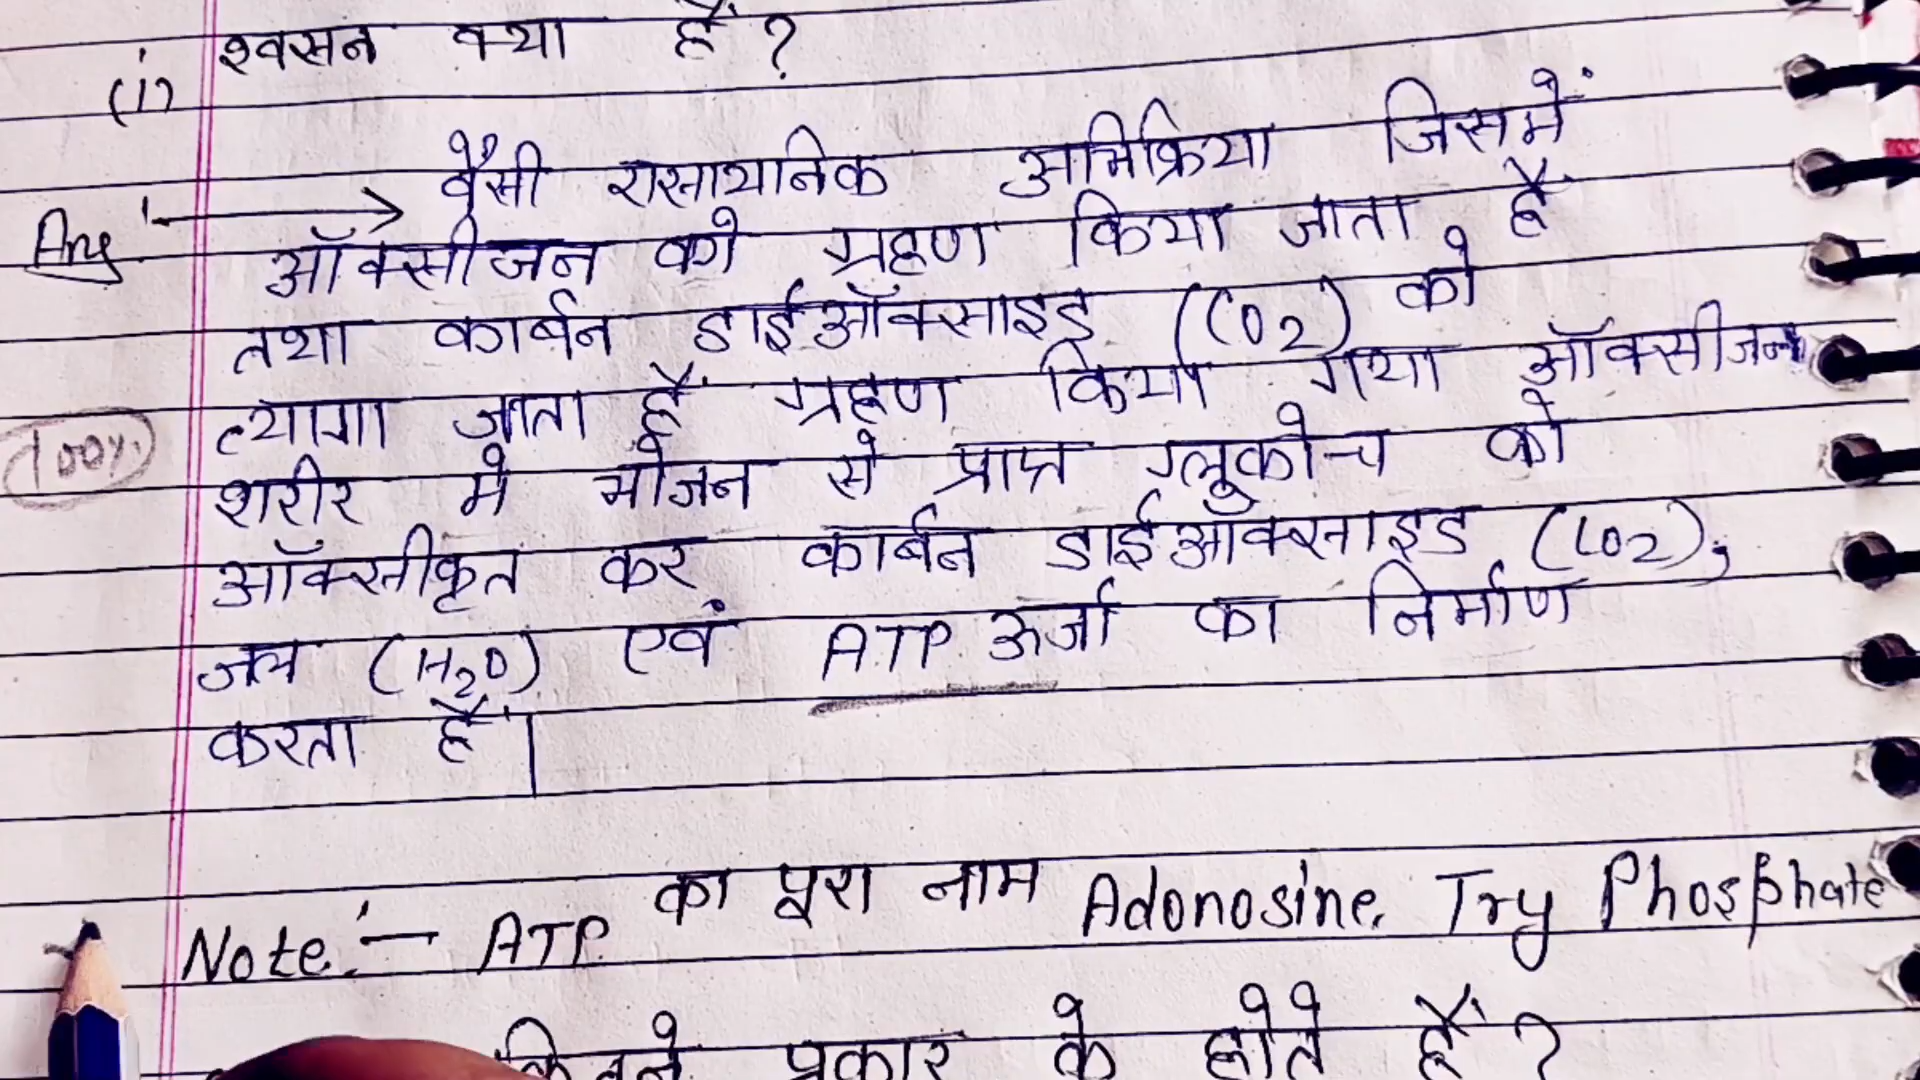 (i) श्वसन क्या है ?
Ans :→ वैसी रासायनिक अभिक्रिया जिसमें
ऑक्सीजन को ग्रहण किया जाता है
तथा कार्बन डाईऑक्साइड (CO2) को
त्यागा जाता है ग्रहण किया गया ऑक्सीजन
100%
शरीर मे भोजन से प्राप्त ग्लूकोच को
ऑक्सीकृत कर कार्बन डाईऑक्साइड (CO2),
जल (H2O) एवं ATP ऊर्जा का निर्माण
करता है।
Note :- ATP का पूरा नाम Adonosine Try Phosphate
कितने प्रकार के होते हैं ?